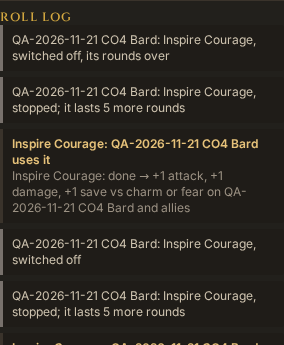 ROLL LOG
QA-2026-11-21 CO4 Bard: Inspire Courage,
switched off, its rounds over
QA-2026-11-21 CO4 Bard: Inspire Courage,
stopped; it lasts 5 more rounds
Inspire Courage: QA-2026-11-21 CO4 Bard
uses it
Inspire Courage: done → +1 attack, +1
damage, +1 save vs charm or fear on QA-
2026-11-21 CO4 Bard and allies
QA-2026-11-21 CO4 Bard: Inspire Courage,
switched off
QA-2026-11-21 CO4 Bard: Inspire Courage,
stopped; it lasts 5 more rounds